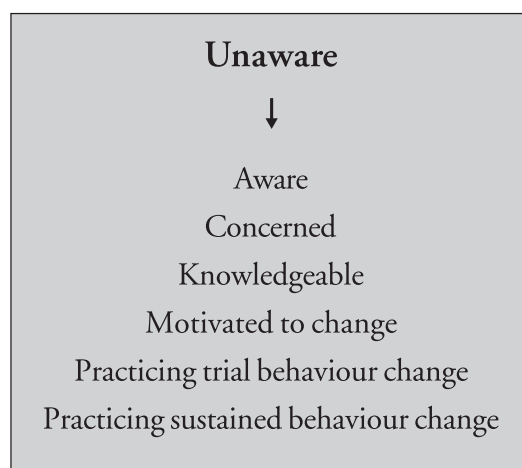 Unaware
Aware
Concerned
Knowledgeable
Motivated to change
Practicing trial behaviour change
Practicing sustained behaviour change